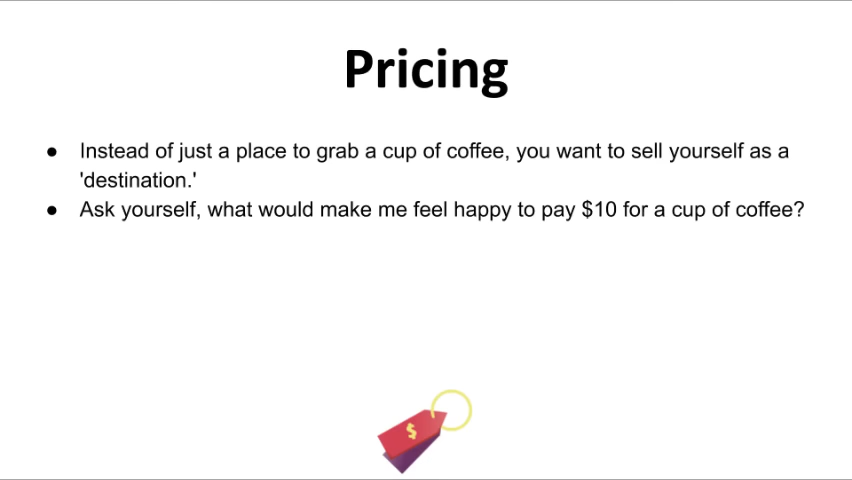 Pricing
● Instead of just a place to grab a cup of coffee, you want to sell yourself as a
'destination.'
● Ask yourself, what would make me feel happy to pay $10 for a cup of coffee?
$